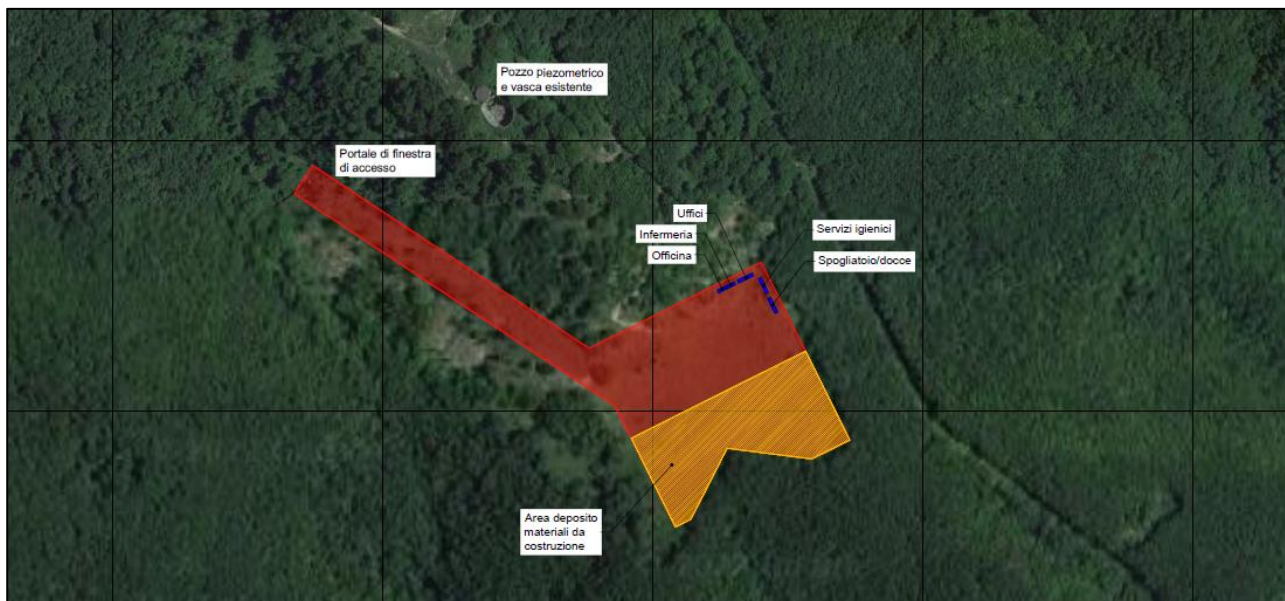 Pozzo piezometrico
e vasca esistente
Portale di finestra
di accesso
Uffici
Servizi igienici
Infermeria
Officina
Spogliatoio/docce
Area deposito
materiali da
costruzione